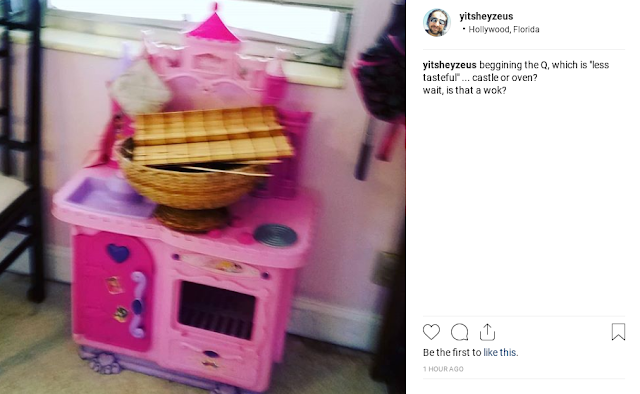 yitsheyzeus
• Hollywood, Florida
yitsheyzeus beggining the Q, which is "less
tasteful" ... castle or oven?
wait, is that a wok?
Be the first to like this.
1 HOUR AGO